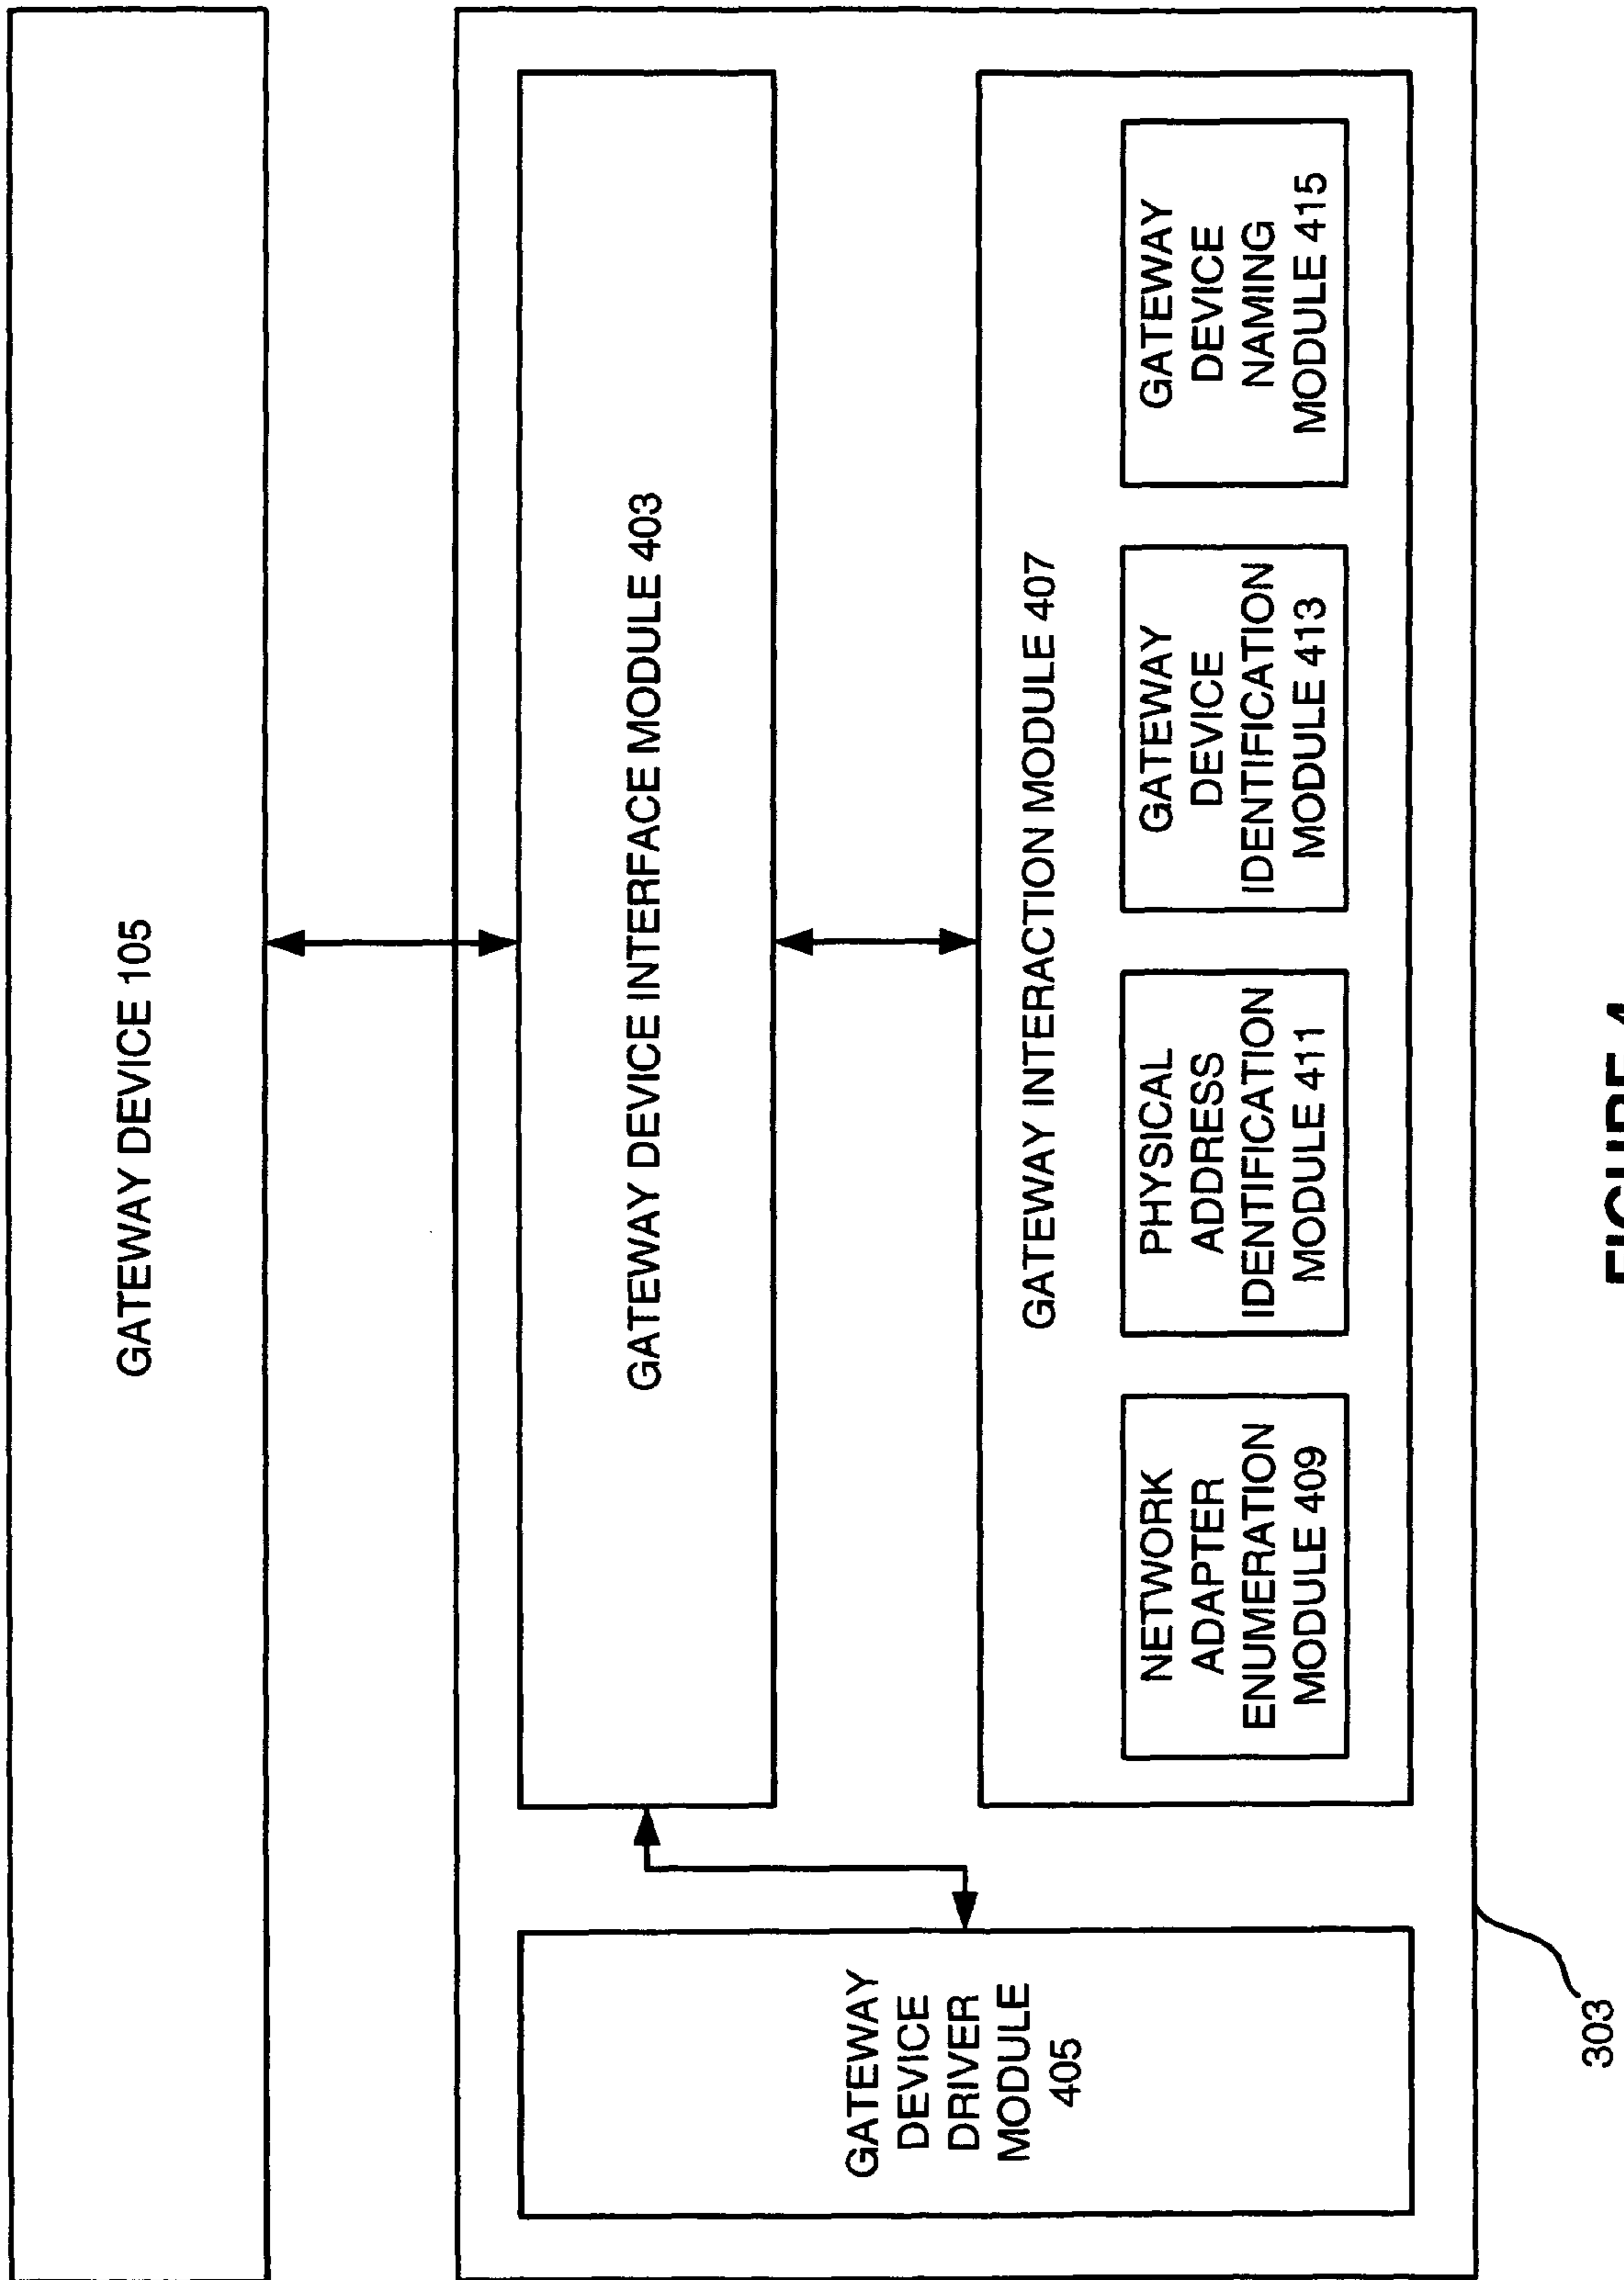 GATEWAY DEVICE 105
GATEWAY DEVICE INTERFACE MODULE 403
GATEWAY
DEVICE
DRIVER
MODULE
405
GATEWAY INTERACTION MODULE 407
NETWORK
ADAPTER
ENUMERATION
MODULE 409
PHYSICAL
ADDRESS
IDENTIFICATION
MODULE 411
GATEWAY
DEVICE
IDENTIFICATION
MODULE 413
GATEWAY
DEVICE
NAMING
MODULE 415
303
FIGURE 4